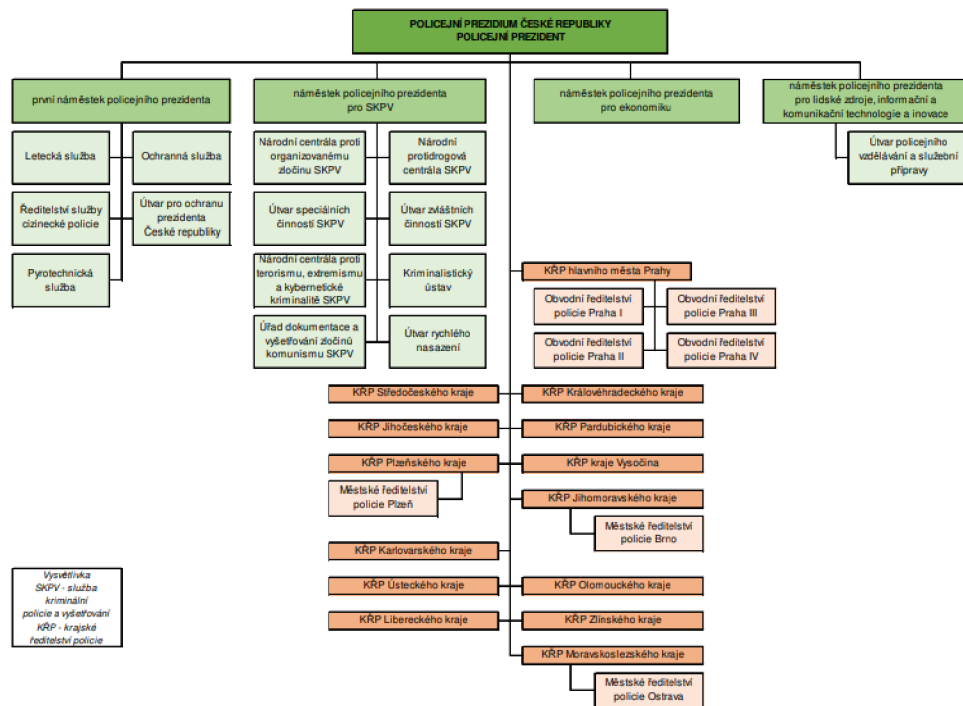 POLICEJNÍ PREZIDIUM ČESKÉ REPUBLIKY
POLICEJNÍ PREZIDENT
první náměstek policejního prezidenta
náměstek policejního prezidenta
pro SKPV
náměstek policejního prezidenta
pro ekonomiku
náměstek policejního prezidenta
pro lidské zdroje, informační a
komunikační technologie a inovace
Letecká služba
Ochranná služba
Ředitelství služby
cizinecké policie
Útvar pro ochranu
prezidenta
České republiky
Pyrotechnická
služba
Národní centrála proti
organizovanému
zločinu SKPV
Národní
protidrogová
centrála SKPV
Útvar speciálních
činností SKPV
Útvar zvláštních
činností SKPV
Národní centrála proti
terorismu, extremismu
a kybernetické
kriminalitě SKPV
Kriminalistický
ústav
Úřad dokumentace a
vyšetřování zločinů
komunismu SKPV
Útvar rychlého
nasazení
Útvar policejního
vzdělávání a služební
přípravy
KŘP hlavního města Prahy
Obvodní ředitelství
policie Praha I
Obvodní ředitelství
policie Praha III
Obvodní ředitelství
policie Praha II
Obvodní ředitelství
policie Praha IV
KŘP Středočeského kraje
KŘP Královéhradeckého kraje
KŘP Jihočeského kraje
KŘP Pardubického kraje
KŘP Plzeňského kraje
KŘP kraje Vysočina
Městské ředitelství
policie Plzeň
KŘP Jihomoravského kraje
Městské ředitelství
policie Brno
KŘP Karlovarského kraje
KŘP Ústeckého kraje
KŘP Olomouckého kraje
KŘP Libereckého kraje
KŘP Zlínského kraje
KŘP Moravskoslezského kraje
Městské ředitelství
policie Ostrava
Vysvětlivka
SKPV - služba
kriminální
policie a vyšetřování
KŘP - krajské
ředitelství policie